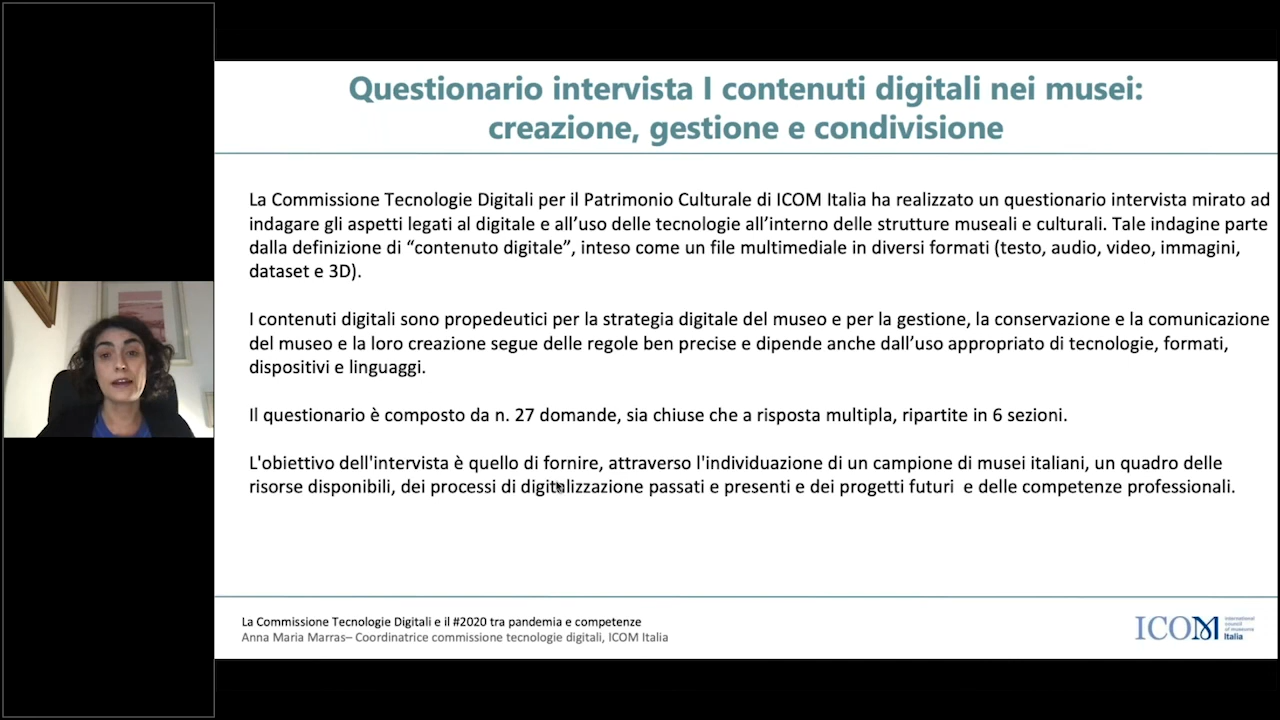 Questionario intervista I contenuti digitali nei musei:
creazione, gestione e condivisione
La Commissione Tecnologie Digitali per il Patrimonio Culturale di ICOM Italia ha realizzato un questionario intervista mirato ad
indagare gli aspetti legati al digitale e all’uso delle tecnologie all’interno delle strutture museali e culturali. Tale indagine parte
dalla definizione di “contenuto digitale”, inteso come un file multimediale in diversi formati (testo, audio, video, immagini,
dataset e 3D).
I contenuti digitali sono propedeutici per la strategia digitale del museo e per la gestione, la conservazione e la comunicazione
del museo e la loro creazione segue delle regole ben precise e dipende anche dall’uso appropriato di tecnologie, formati,
dispositivi e linguaggi.
Il questionario è composto da n. 27 domande, sia chiuse che a risposta multipla, ripartite in 6 sezioni.
L'obiettivo dell'intervista è quello di fornire, attraverso l'individuazione di un campione di musei italiani, un quadro delle
risorse disponibili, dei processi di digitalizzazione passati e presenti e dei progetti futuri e delle competenze professionali.
La Commissione Tecnologie Digitali e il #2020 tra pandemia e competenze
Anna Maria Marras– Coordinatrice commissione tecnologie digitali, ICOM Italia
ICOM
international
council
of museums
Italia